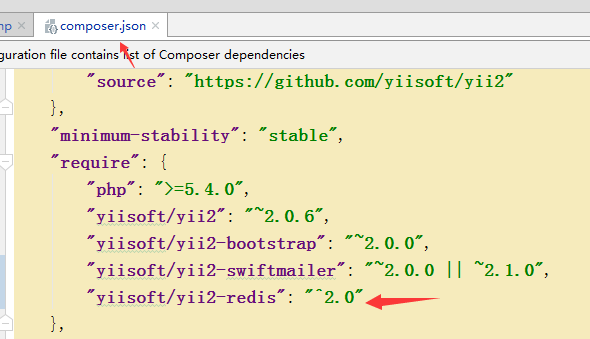 np
composer.json
guration file contains list of Composer dependencies
"source": "https://github.com/yiisoft/yii2"
},
"minimum-stability": "stable",
"require": {
"php": ">=5.4.0",
"yiisoft/yii2": "~2.0.6",
"yiisoft/yii2-bootstrap": "~2.0.0",
"yiisoft/yii2-swiftmailer": "~2.0.0 || ~2.1.0",
"yiisoft/yii2-redis": "^2.0"
},